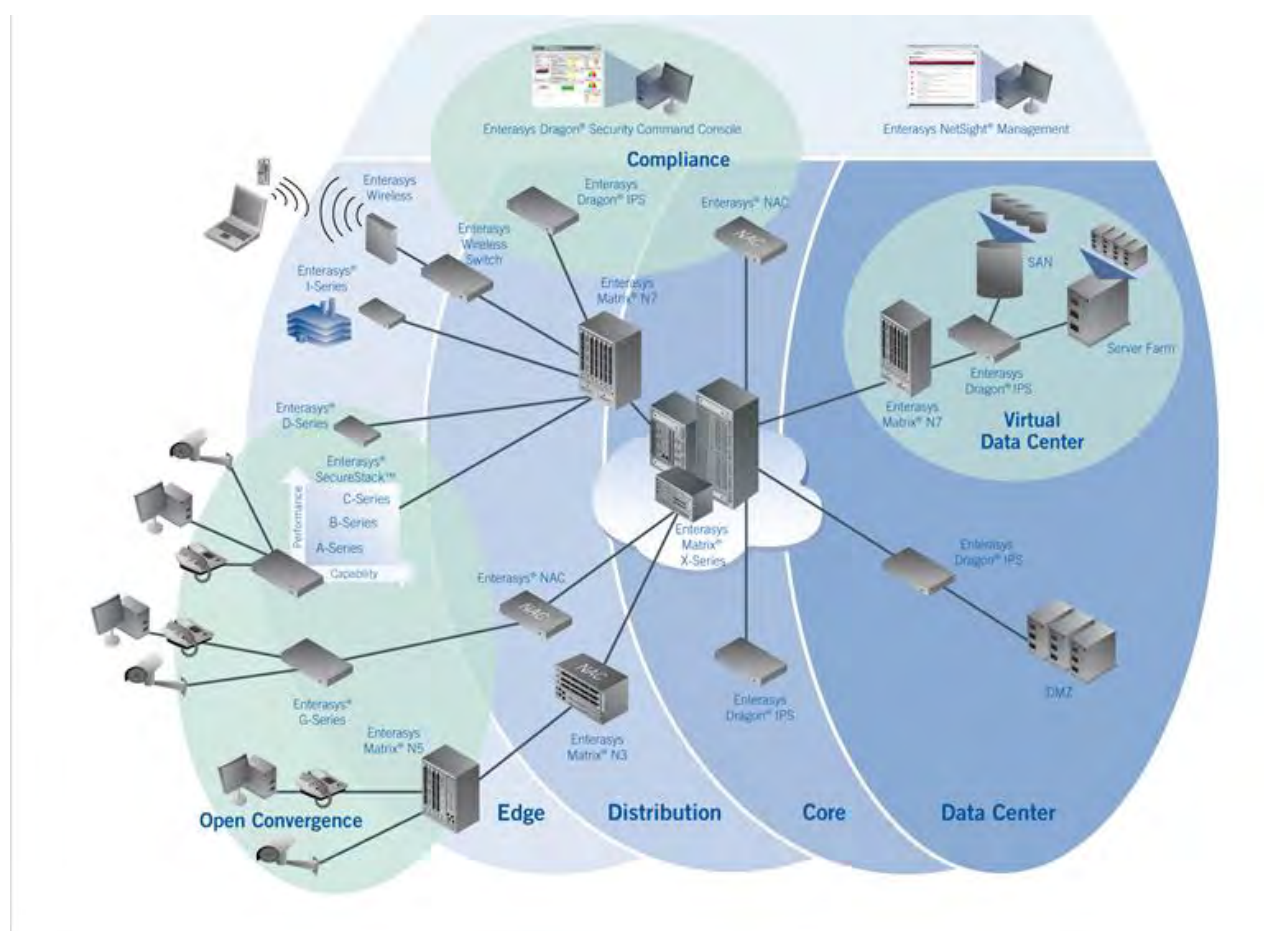 Enterasys Dragon® Security Command Console
Enterasys NetSight® Management
Compliance
Enterasys
Wireless
Enterasys
Dragon® IPS
Enterasys® NAC
NAC
Enterasys
Wireless
Switch
Enterasys®
I-Series
Enterasys
Matrix® N7
SAN
Server Farm
Enterasys
Dragon® IPS
Enterasys
Matrix® N7
Virtual
Data Center
Enterasys®
D-Series
Enterasys®
SecureStack™
C-Series
B-Series
A-Series
Performance
Capability
Enterasys
Matrix®
X-Series
Enterasys
Dragon® IPS
Enterasys® NAC
NAC
NAC
Enterasys®
G-Series
Enterasys
Matrix® N5
Enterasys
Matrix® N3
Enterasys
Dragon® IPS
DMZ
Open Convergence
Edge
Distribution
Core
Data Center